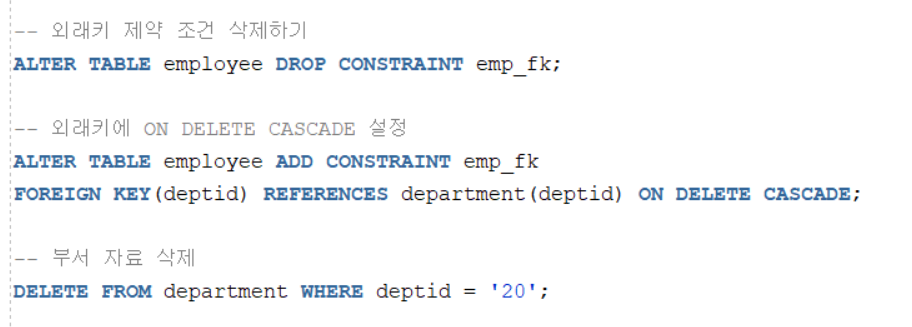 -- 외래키 제약 조건 삭제하기
ALTER TABLE employee DROP CONSTRAINT emp_fk;
-- 외래키에 ON DELETE CASCADE 설정
ALTER TABLE employee ADD CONSTRAINT emp_fk
FOREIGN KEY(deptid) REFERENCES department(deptid) ON DELETE CASCADE;
-- 부서 자료 삭제
DELETE FROM department WHERE deptid = '20';